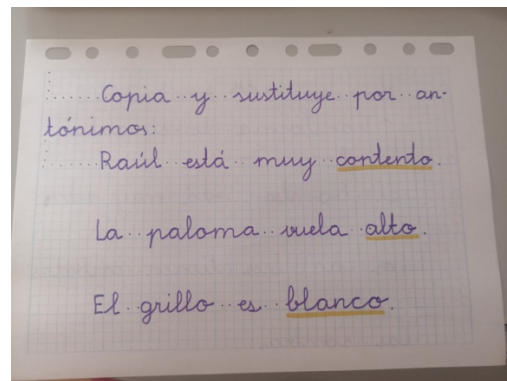 Copia y sustituye por an-
tónimos:
Raúl está muy contento.
La paloma vuela alto.
El grillo es blanco.